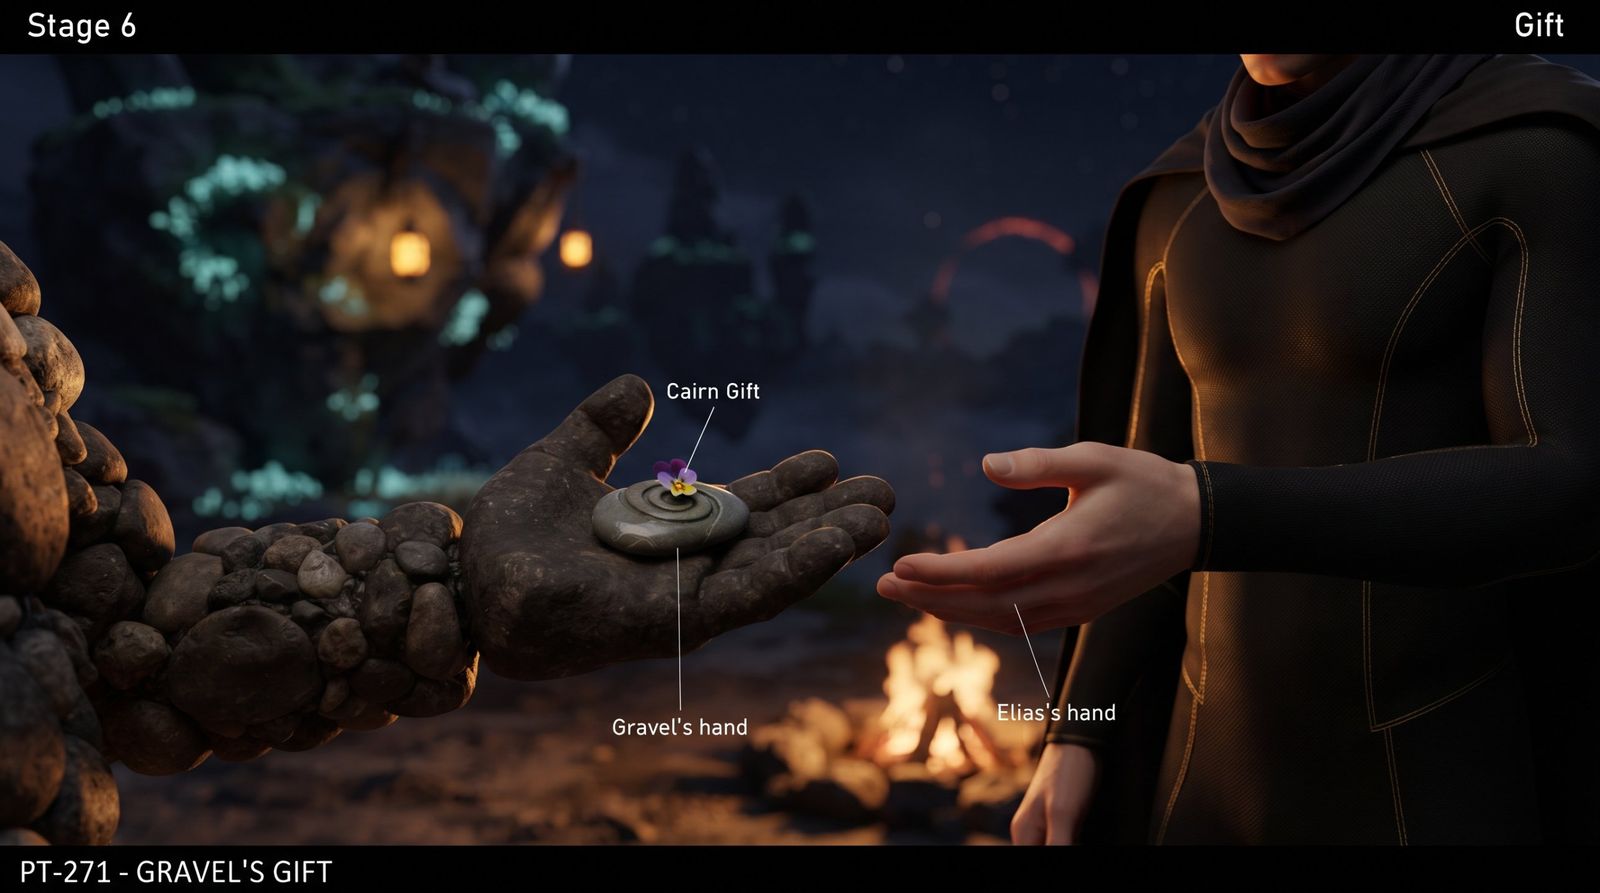 Stage 6
Gift
Cairn Gift
Gravel's hand
Elias's hand
PT-271 - GRAVEL'S GIFT